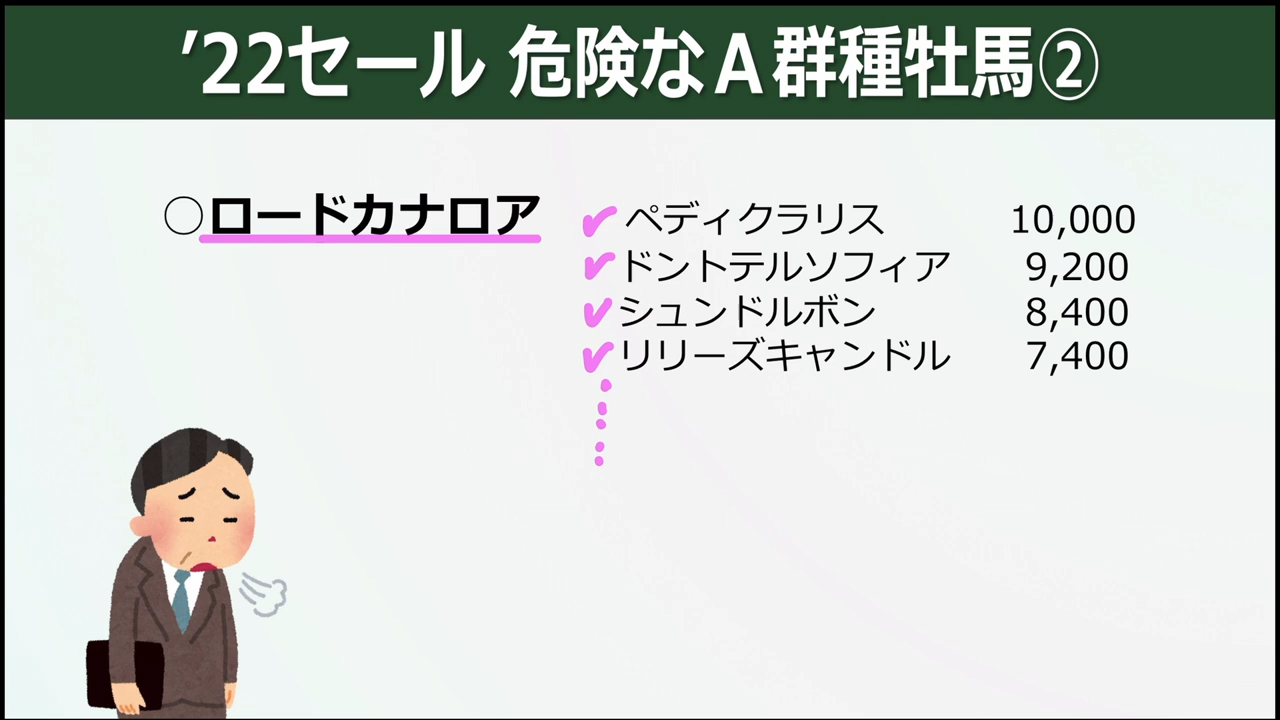 ’22セール 危険なＡ群種牡馬②
○ロードカナロア
✔ペディクラリス 10,000
✔ドントテルソフィア 9,200
✔シュンドルボン 8,400
✔リリーズキャンドル 7,400